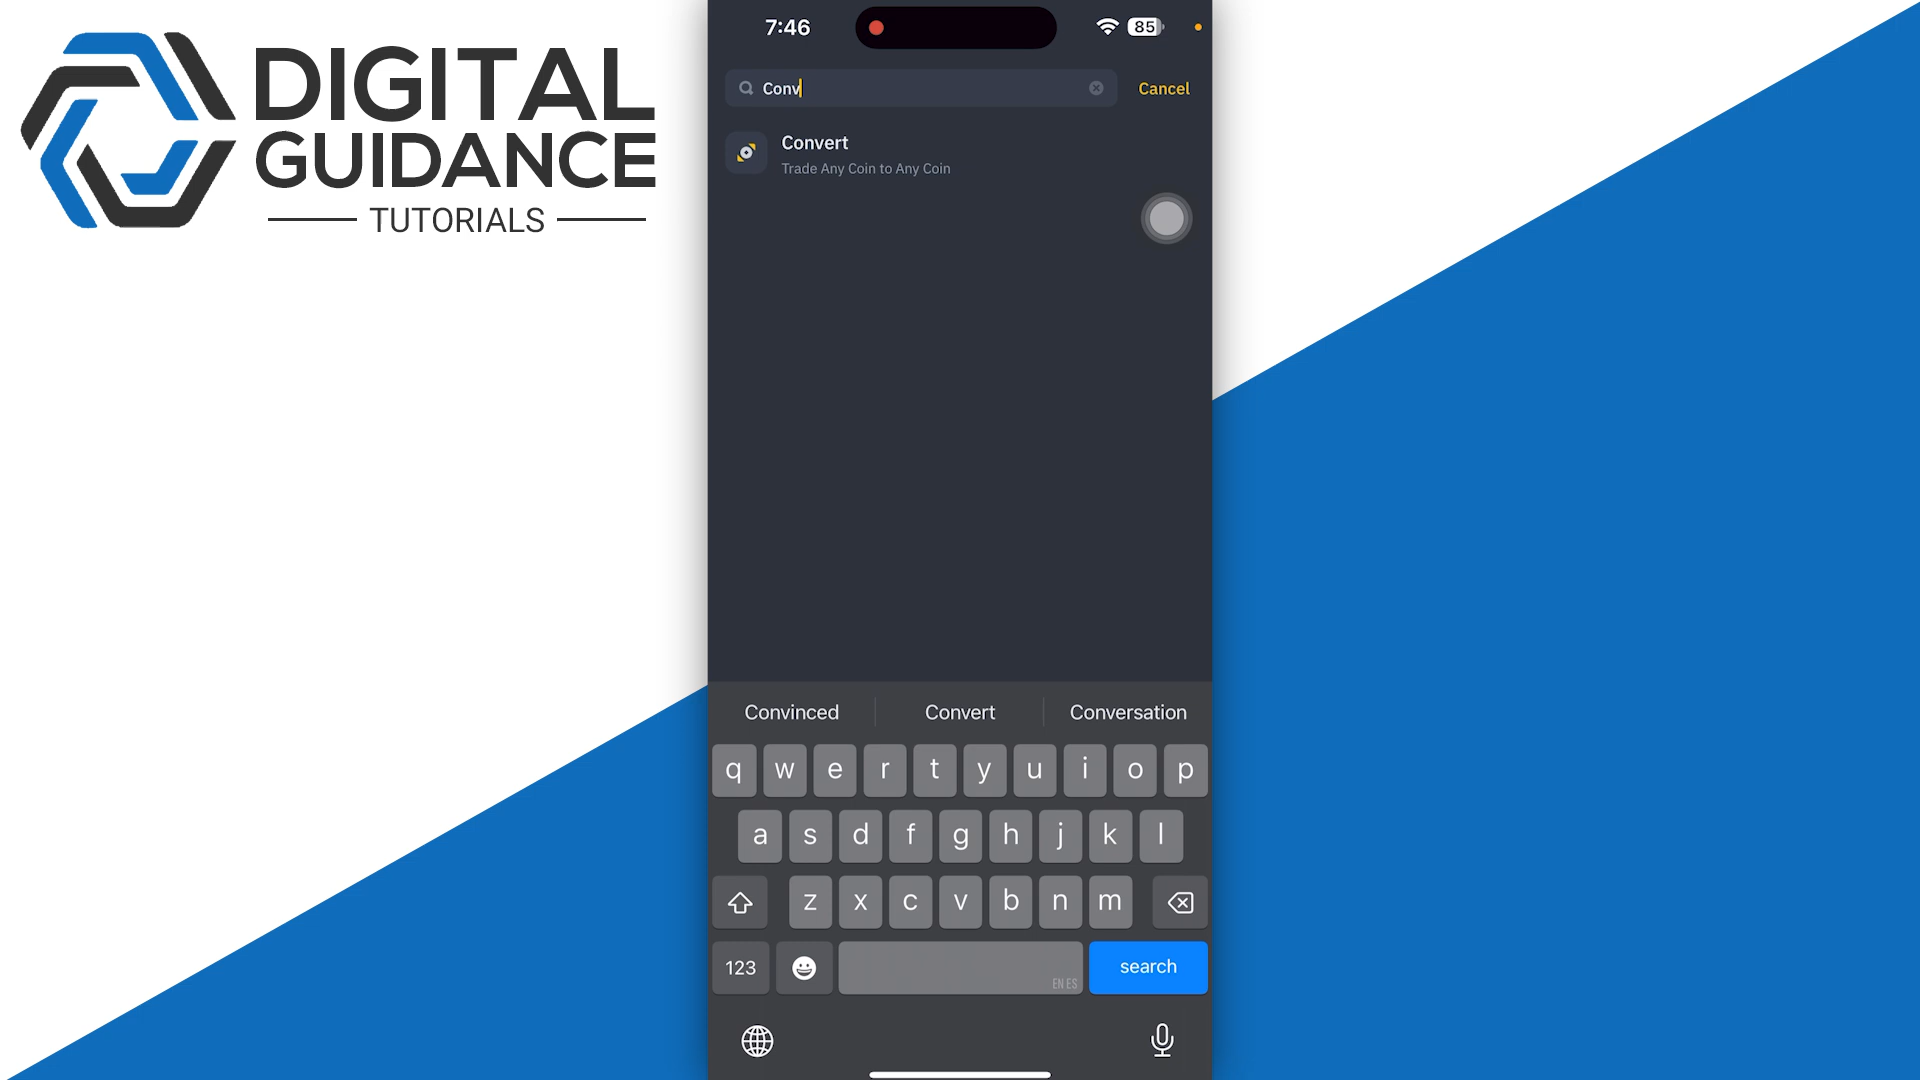 DIGITAL
GUIDANCE
TUTORIALS
7:46
85
Conv
Cancel
Convert
Trade Any Coin to Any Coin
Convinced
Convert
Conversation
q w e r t y u i o p
a s d f g h j k l
z x c v b n m
123
EN ES
search